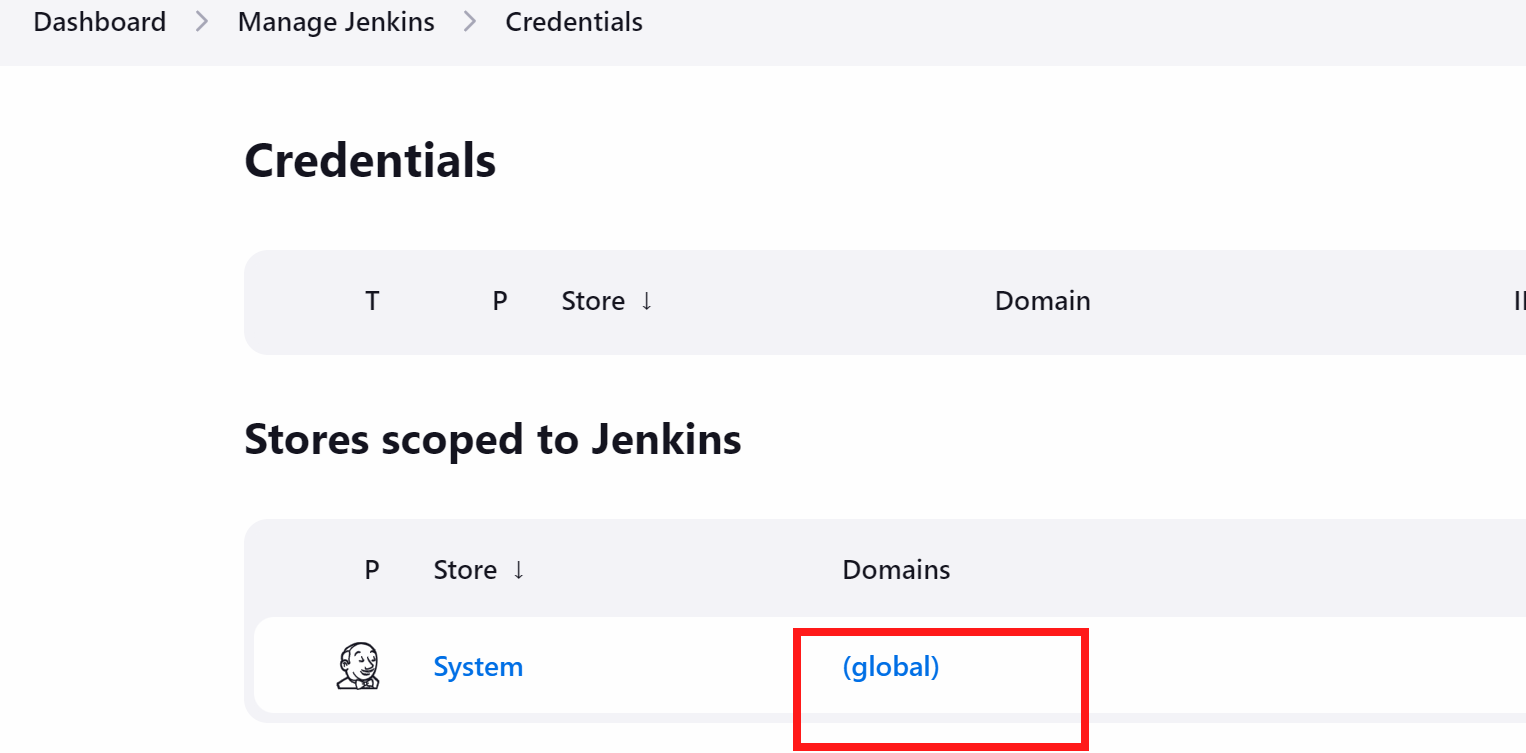 Dashboard > Manage Jenkins > Credentials
Credentials
T P Store ↓ Domain
Stores scoped to Jenkins
P Store ↓ Domains
System (global)